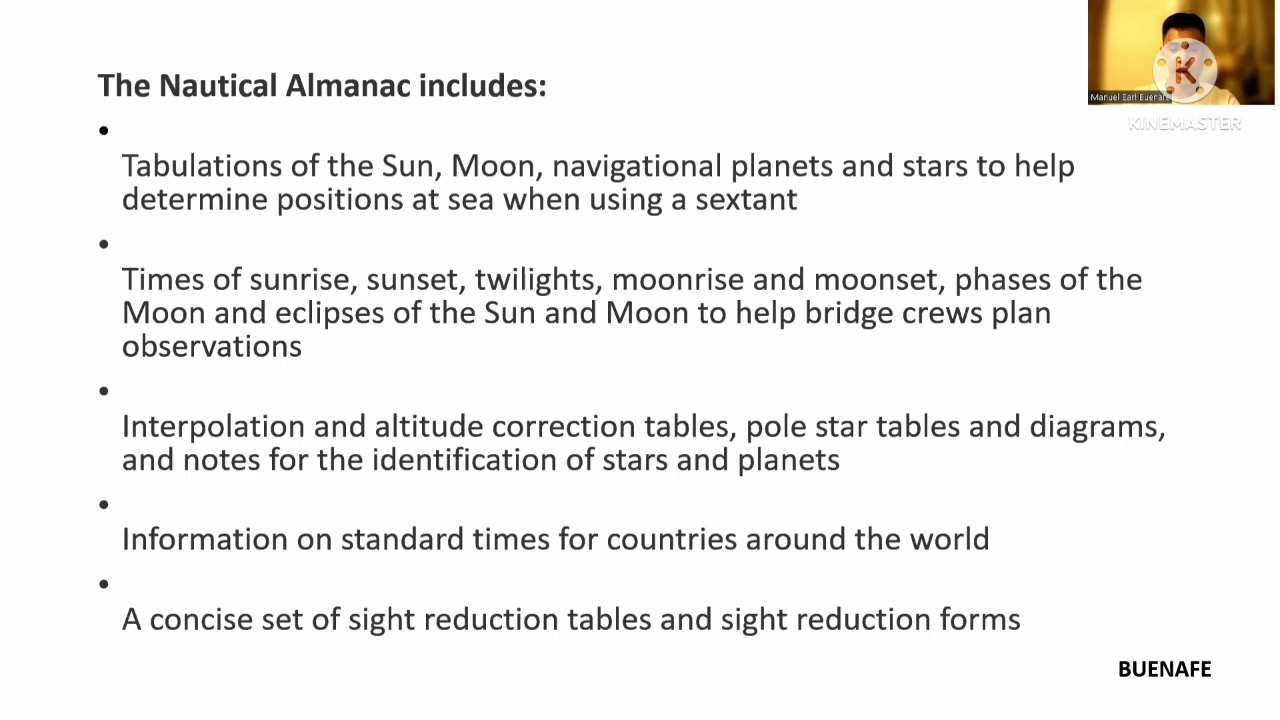 The Nautical Almanac includes:
•
Tabulations of the Sun, Moon, navigational planets and stars to help
determine positions at sea when using a sextant
•
Times of sunrise, sunset, twilights, moonrise and moonset, phases of the
Moon and eclipses of the Sun and Moon to help bridge crews plan
observations
•
Interpolation and altitude correction tables, pole star tables and diagrams,
and notes for the identification of stars and planets
•
Information on standard times for countries around the world
•
A concise set of sight reduction tables and sight reduction forms
BUENAFE
Manuel Earl Buenafe
K
KINEMASTER